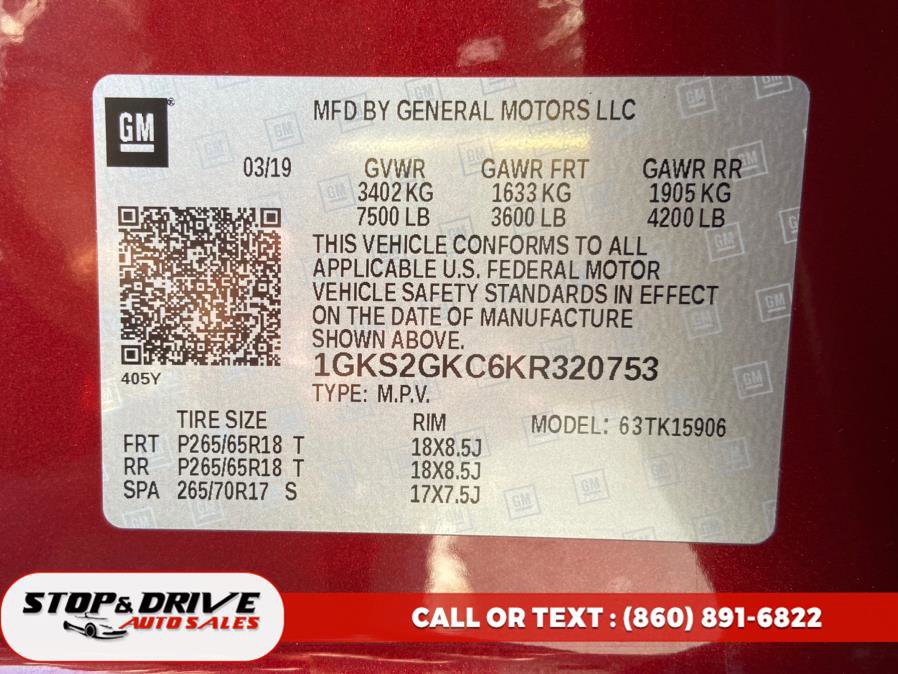 GM
MFD BY GENERAL MOTORS LLC
03/19 GVWR GAWR FRT GAWR RR
3402 KG 1633 KG 1905 KG
7500 LB 3600 LB 4200 LB
THIS VEHICLE CONFORMS TO ALL
APPLICABLE U.S. FEDERAL MOTOR
VEHICLE SAFETY STANDARDS IN EFFECT
ON THE DATE OF MANUFACTURE
SHOWN ABOVE.
1GKS2GKC6KR320753
405Y
TYPE: M.P.V.
TIRE SIZE RIM MODEL: 63TK15906
FRT P265/65R18 T 18X8.5J
RR P265/65R18 T 18X8.5J
SPA 265/70R17 S 17X7.5J
STOP & DRIVE
AUTO SALES
CALL OR TEXT : (860) 891-6822